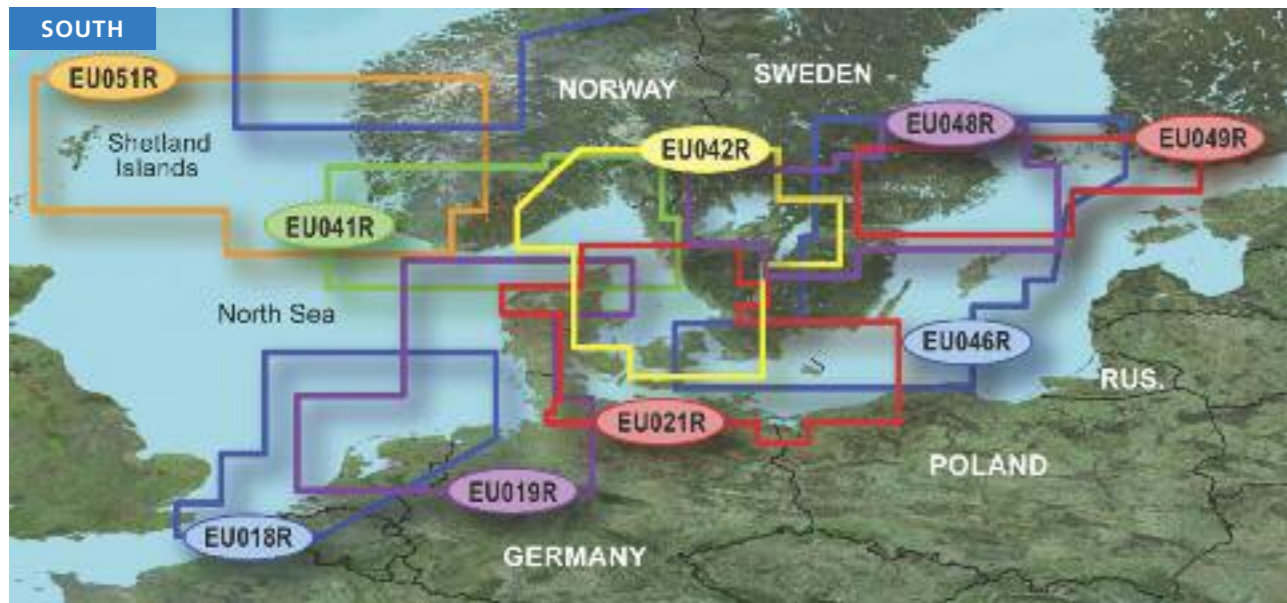 SOUTH
EU051R
NORWAY
SWEDEN
Shetland
Islands
EU042R
EU048R
EU049R
EU041R
North Sea
EU046R
RUS.
EU021R
POLAND
EU019R
EU018R
GERMANY